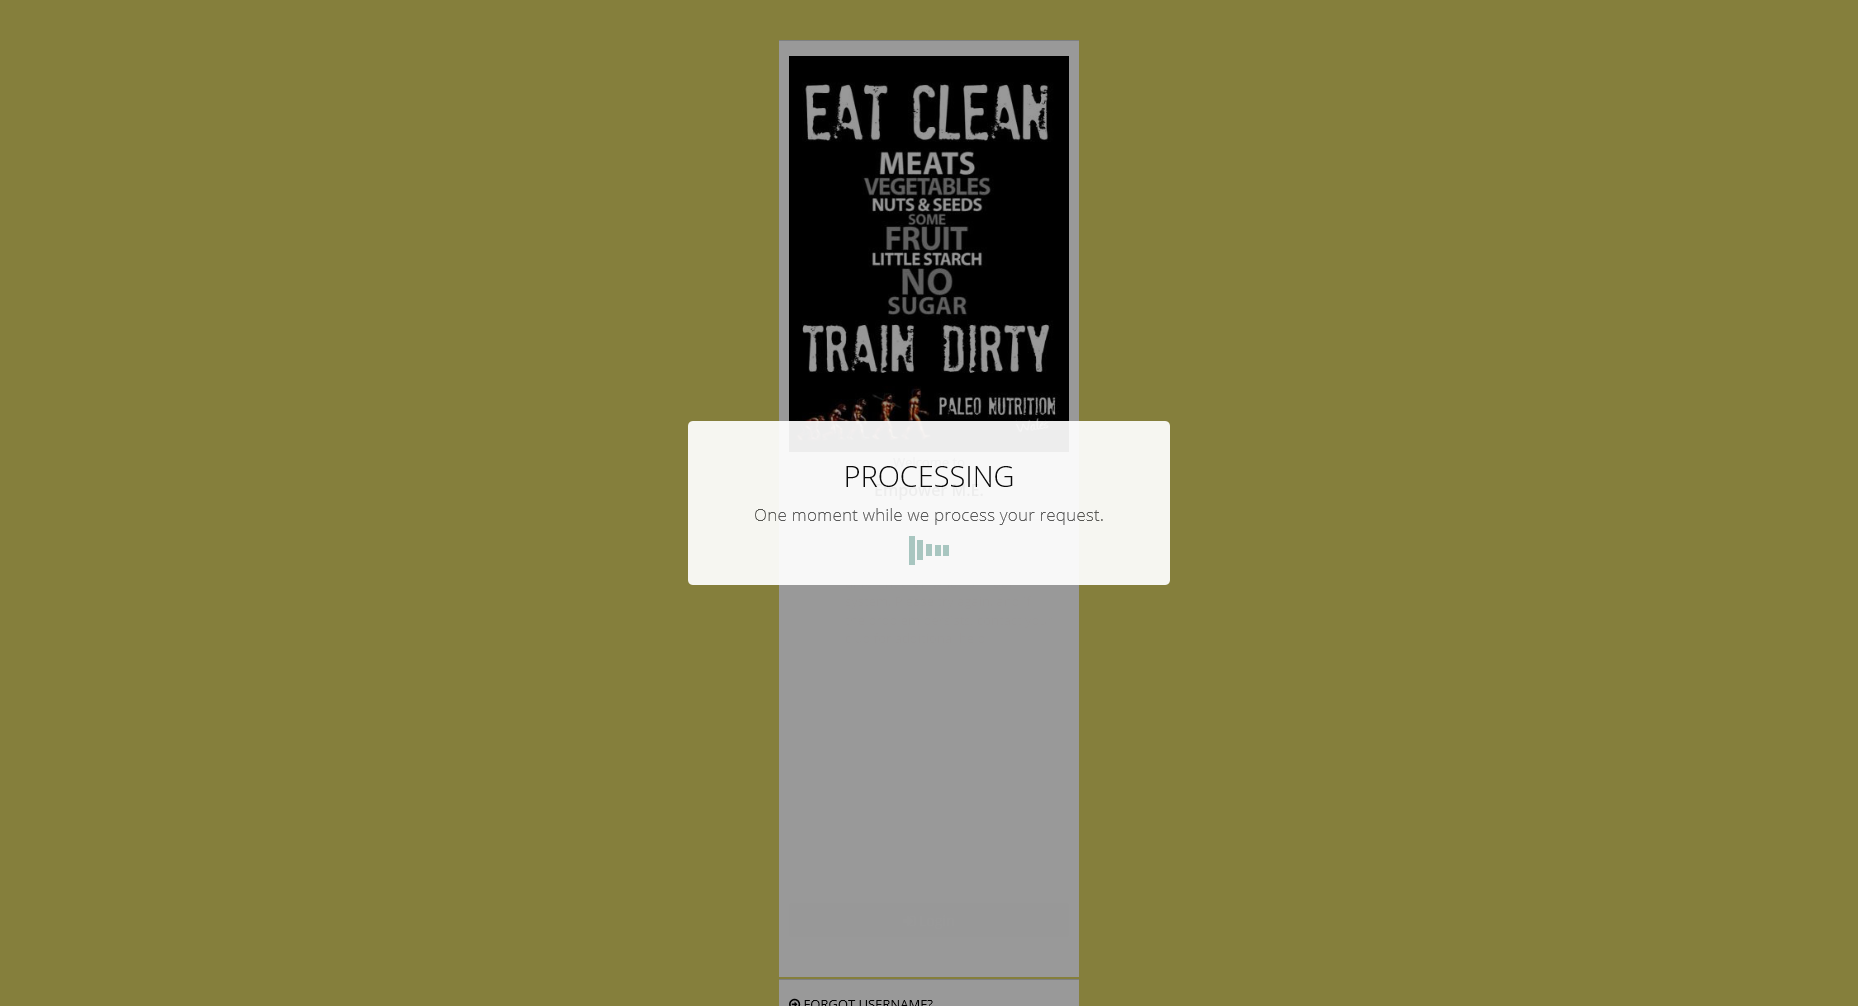 EAT CLEAN
MEATS
VEGETABLES
NUTS & SEEDS
SOME
FRUIT
LITTLE STARCH
NO
SUGAR
TRAIN DIRTY
PALEO NUTRITION
PROCESSING
Empower M.E.
One moment while we process your request.
FORGOT USERNAME?